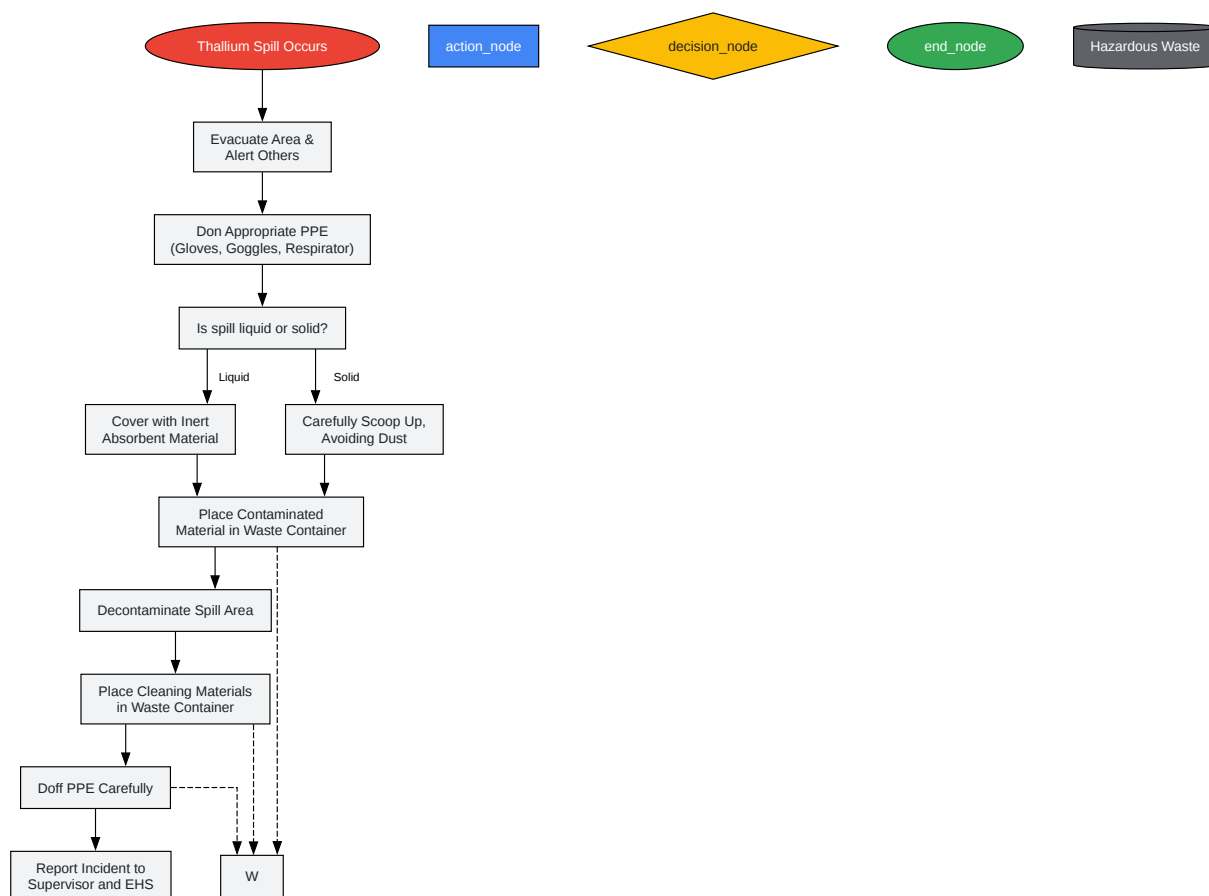 Thallium Spill Occurs
action_node
decision_node
end_node
Hazardous Waste
Evacuate Area &
Alert Others
Don Appropriate PPE
(Gloves, Goggles, Respirator)
Is spill liquid or solid?
Liquid
Solid
Cover with Inert
Absorbent Material
Carefully Scoop Up,
Avoiding Dust
Place Contaminated
Material in Waste Container
Decontaminate Spill Area
Place Cleaning Materials
in Waste Container
Doff PPE Carefully
Report Incident to
Supervisor and EHS
W